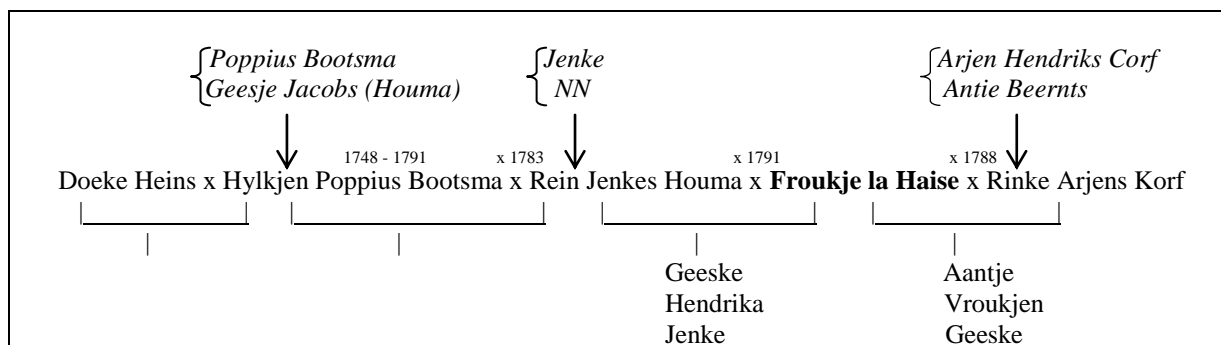 Poppius Bootsma Jenke Arjen Hendriks Corf
Geesje Jacobs (Houma) NN Antie Beernts
1748 - 1791 x 1783 x 1791 x 1788
Doeke Heins x Hylkjen Poppius Bootsma x Rein Jenkes Houma x Froukje la Haise x Rinke Arjens Korf
Geeske Aantje
Hendrika Vroukjen
Jenke Geeske